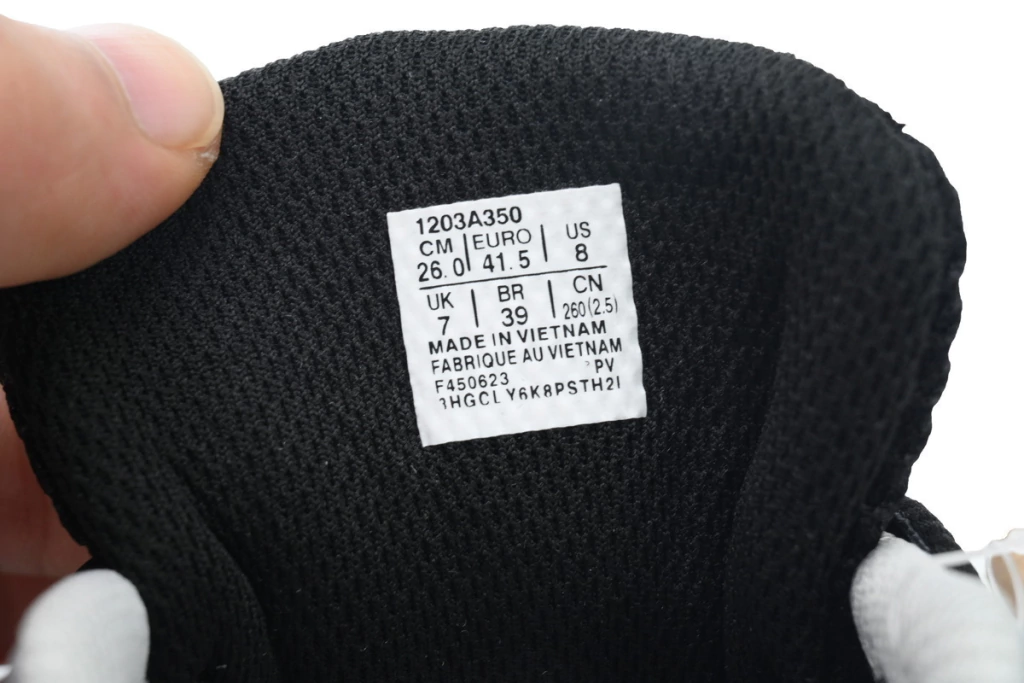 1203A350
CM | EURO | US
26.0 | 41.5 | 8
UK | BR | CN
7 | 39 | 260(2.5)
MADE IN VIETNAM
FABRIQUE AU VIETNAM
F450623 PV